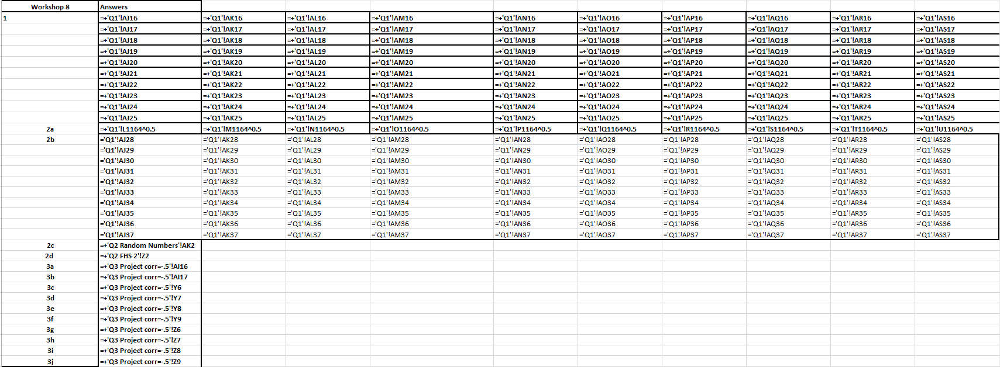 Workshop 8 Answers
1 =+'Q1'!AJ16 =+'Q1'!AK16 =+'Q1'!AL16 =+'Q1'!AM16 =+'Q1'!AN16 =+'Q1'!AO16 =+'Q1'!AP16 =+'Q1'!AQ16 =+'Q1'!AR16 =+'Q1'!AS16
=+'Q1'!AJ17 =+'Q1'!AK17 =+'Q1'!AL17 =+'Q1'!AM17 =+'Q1'!AN17 =+'Q1'!AO17 =+'Q1'!AP17 =+'Q1'!AQ17 =+'Q1'!AR17 =+'Q1'!AS17
=+'Q1'!AJ18 =+'Q1'!AK18 =+'Q1'!AL18 =+'Q1'!AM18 =+'Q1'!AN18 =+'Q1'!AO18 =+'Q1'!AP18 =+'Q1'!AQ18 =+'Q1'!AR18 =+'Q1'!AS18
=+'Q1'!AJ19 =+'Q1'!AK19 =+'Q1'!AL19 =+'Q1'!AM19 =+'Q1'!AN19 =+'Q1'!AO19 =+'Q1'!AP19 =+'Q1'!AQ19 =+'Q1'!AR19 =+'Q1'!AS19
=+'Q1'!AJ20 =+'Q1'!AK20 =+'Q1'!AL20 =+'Q1'!AM20 =+'Q1'!AN20 =+'Q1'!AO20 =+'Q1'!AP20 =+'Q1'!AQ20 =+'Q1'!AR20 =+'Q1'!AS20
=+'Q1'!AJ21 =+'Q1'!AK21 =+'Q1'!AL21 =+'Q1'!AM21 =+'Q1'!AN21 =+'Q1'!AO21 =+'Q1'!AP21 =+'Q1'!AQ21 =+'Q1'!AR21 =+'Q1'!AS21
=+'Q1'!AJ22 =+'Q1'!AK22 =+'Q1'!AL22 =+'Q1'!AM22 =+'Q1'!AN22 =+'Q1'!AO22 =+'Q1'!AP22 =+'Q1'!AQ22 =+'Q1'!AR22 =+'Q1'!AS22
=+'Q1'!AJ23 =+'Q1'!AK23 =+'Q1'!AL23 =+'Q1'!AM23 =+'Q1'!AN23 =+'Q1'!AO23 =+'Q1'!AP23 =+'Q1'!AQ23 =+'Q1'!AR23 =+'Q1'!AS23
=+'Q1'!AJ24 =+'Q1'!AK24 =+'Q1'!AL24 =+'Q1'!AM24 =+'Q1'!AN24 =+'Q1'!AO24 =+'Q1'!AP24 =+'Q1'!AQ24 =+'Q1'!AR24 =+'Q1'!AS24
=+'Q1'!AJ25 =+'Q1'!AK25 =+'Q1'!AL25 =+'Q1'!AM25 =+'Q1'!AN25 =+'Q1'!AO25 =+'Q1'!AP25 =+'Q1'!AQ25 =+'Q1'!AR25 =+'Q1'!AS25
2a =+'Q1'!L1164^0.5 =+'Q1'!M1164^0.5 =+'Q1'!N1164^0.5 =+'Q1'!O1164^0.5 =+'Q1'!P1164^0.5 =+'Q1'!Q1164^0.5 =+'Q1'!R1164^0.5 =+'Q1'!S1164^0.5 =+'Q1'!T1164^0.5 =+'Q1'!U1164^0.5
2b ='Q1'!AJ28 ='Q1'!AK28 ='Q1'!AL28 ='Q1'!AM28 ='Q1'!AN28 ='Q1'!AO28 ='Q1'!AP28 ='Q1'!AQ28 ='Q1'!AR28 ='Q1'!AS28
='Q1'!AJ29 ='Q1'!AK29 ='Q1'!AL29 ='Q1'!AM29 ='Q1'!AN29 ='Q1'!AO29 ='Q1'!AP29 ='Q1'!AQ29 ='Q1'!AR29 ='Q1'!AS29
='Q1'!AJ30 ='Q1'!AK30 ='Q1'!AL30 ='Q1'!AM30 ='Q1'!AN30 ='Q1'!AO30 ='Q1'!AP30 ='Q1'!AQ30 ='Q1'!AR30 ='Q1'!AS30
='Q1'!AJ31 ='Q1'!AK31 ='Q1'!AL31 ='Q1'!AM31 ='Q1'!AN31 ='Q1'!AO31 ='Q1'!AP31 ='Q1'!AQ31 ='Q1'!AR31 ='Q1'!AS31
='Q1'!AJ32 ='Q1'!AK32 ='Q1'!AL32 ='Q1'!AM32 ='Q1'!AN32 ='Q1'!AO32 ='Q1'!AP32 ='Q1'!AQ32 ='Q1'!AR32 ='Q1'!AS32
='Q1'!AJ33 ='Q1'!AK33 ='Q1'!AL33 ='Q1'!AM33 ='Q1'!AN33 ='Q1'!AO33 ='Q1'!AP33 ='Q1'!AQ33 ='Q1'!AR33 ='Q1'!AS33
='Q1'!AJ34 ='Q1'!AK34 ='Q1'!AL34 ='Q1'!AM34 ='Q1'!AN34 ='Q1'!AO34 ='Q1'!AP34 ='Q1'!AQ34 ='Q1'!AR34 ='Q1'!AS34
='Q1'!AJ35 ='Q1'!AK35 ='Q1'!AL35 ='Q1'!AM35 ='Q1'!AN35 ='Q1'!AO35 ='Q1'!AP35 ='Q1'!AQ35 ='Q1'!AR35 ='Q1'!AS35
='Q1'!AJ36 ='Q1'!AK36 ='Q1'!AL36 ='Q1'!AM36 ='Q1'!AN36 ='Q1'!AO36 ='Q1'!AP36 ='Q1'!AQ36 ='Q1'!AR36 ='Q1'!AS36
='Q1'!AJ37 ='Q1'!AK37 ='Q1'!AL37 ='Q1'!AM37 ='Q1'!AN37 ='Q1'!AO37 ='Q1'!AP37 ='Q1'!AQ37 ='Q1'!AR37 ='Q1'!AS37
2c =+'Q2 Random Numbers'!AK2
2d =+'Q2 FHS 2'!Z2
3a =+'Q3 Project corr=-.5'!AI16
3b =+'Q3 Project corr=-.5'!AI17
3c =+'Q3 Project corr=-.5'!Y6
3d =+'Q3 Project corr=-.5'!Y7
3e =+'Q3 Project corr=-.5'!Y8
3f =+'Q3 Project corr=-.5'!Y9
3g =+'Q3 Project corr=-.5'!Z6
3h =+'Q3 Project corr=-.5'!Z7
3i =+'Q3 Project corr=-.5'!Z8
3j =+'Q3 Project corr=-.5'!Z9